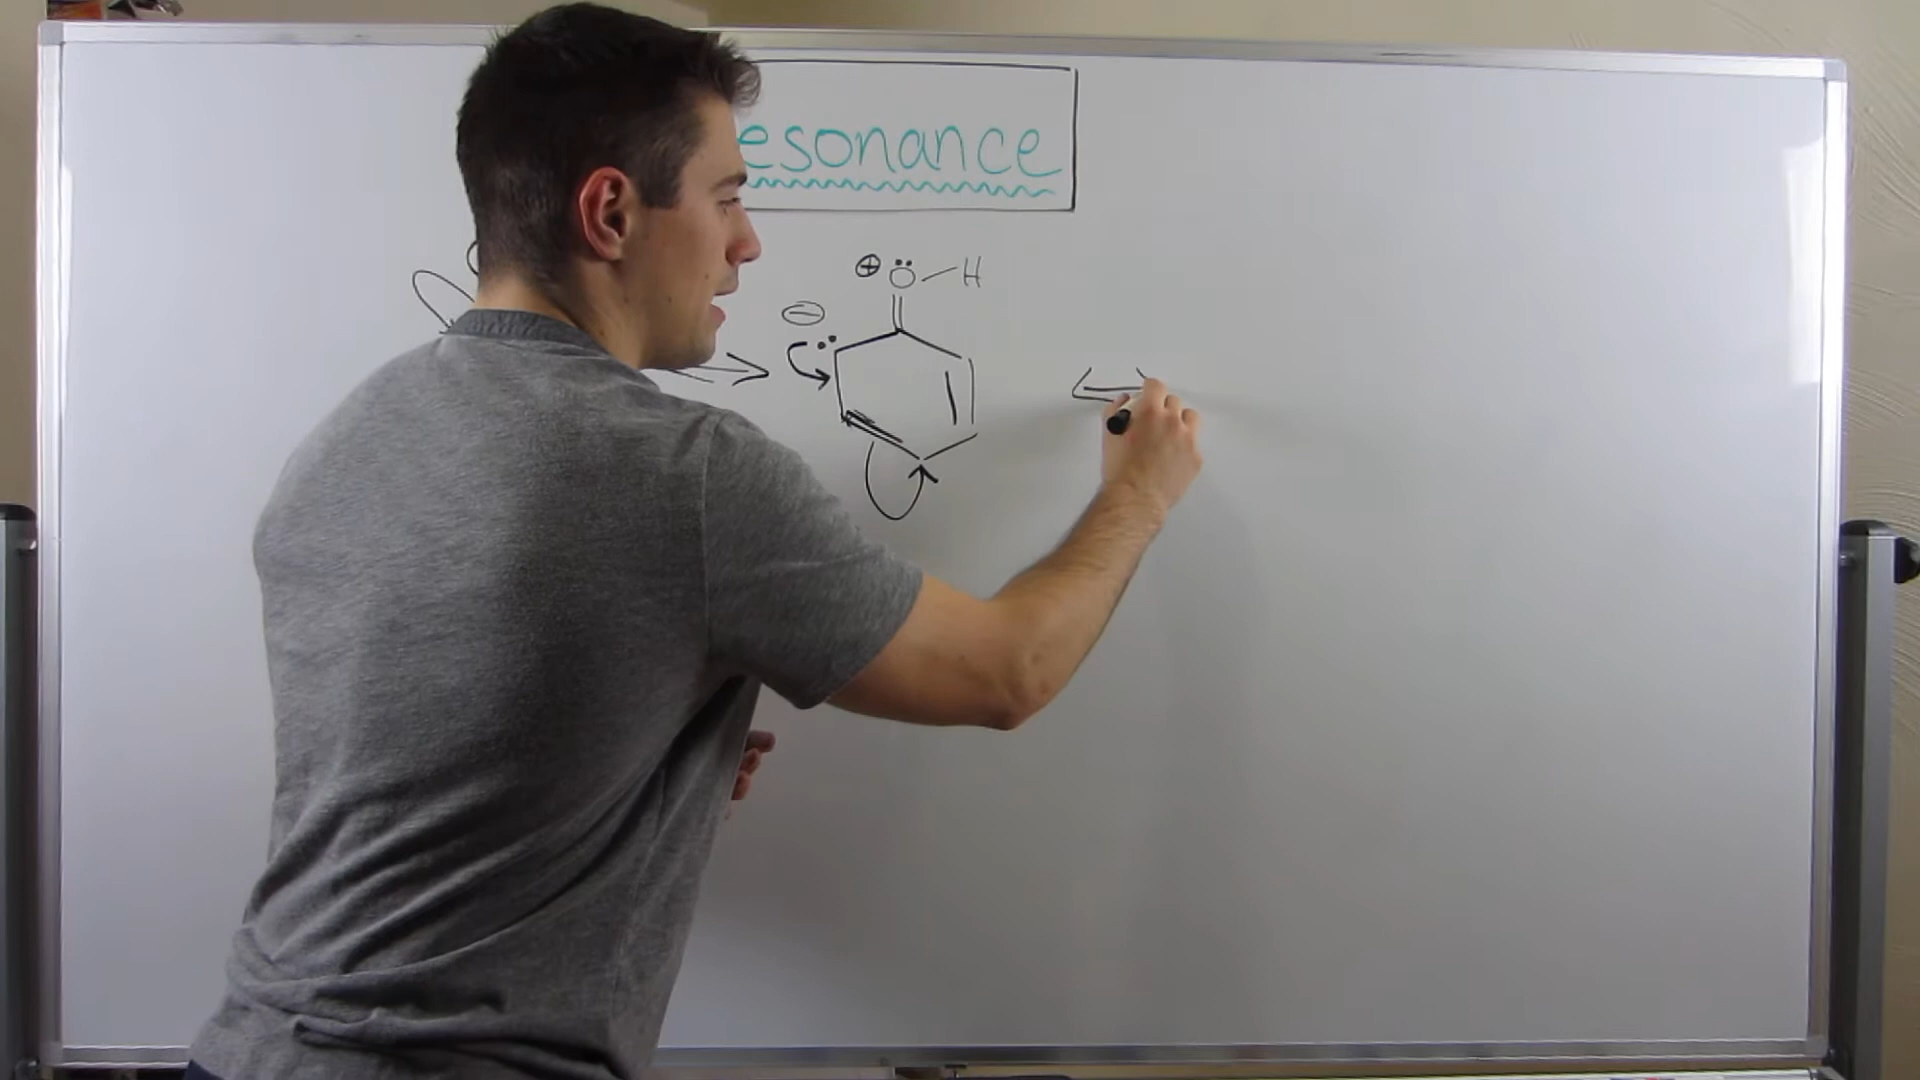 esonance
⊕ Ö — H
⊖